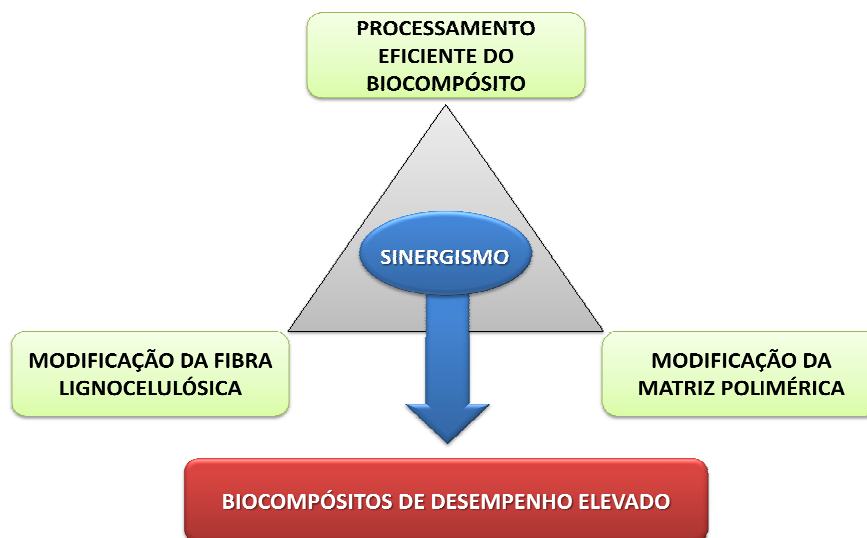 PROCESSAMENTO
EFICIENTE DO
BIOCOMPÓSITO
SINERGISMO
MODIFICAÇÃO DA FIBRA
LIGNOCELULÓSICA
MODIFICAÇÃO DA
MATRIZ POLIMÉRICA
BIOCOMPÓSITOS DE DESEMPENHO ELEVADO